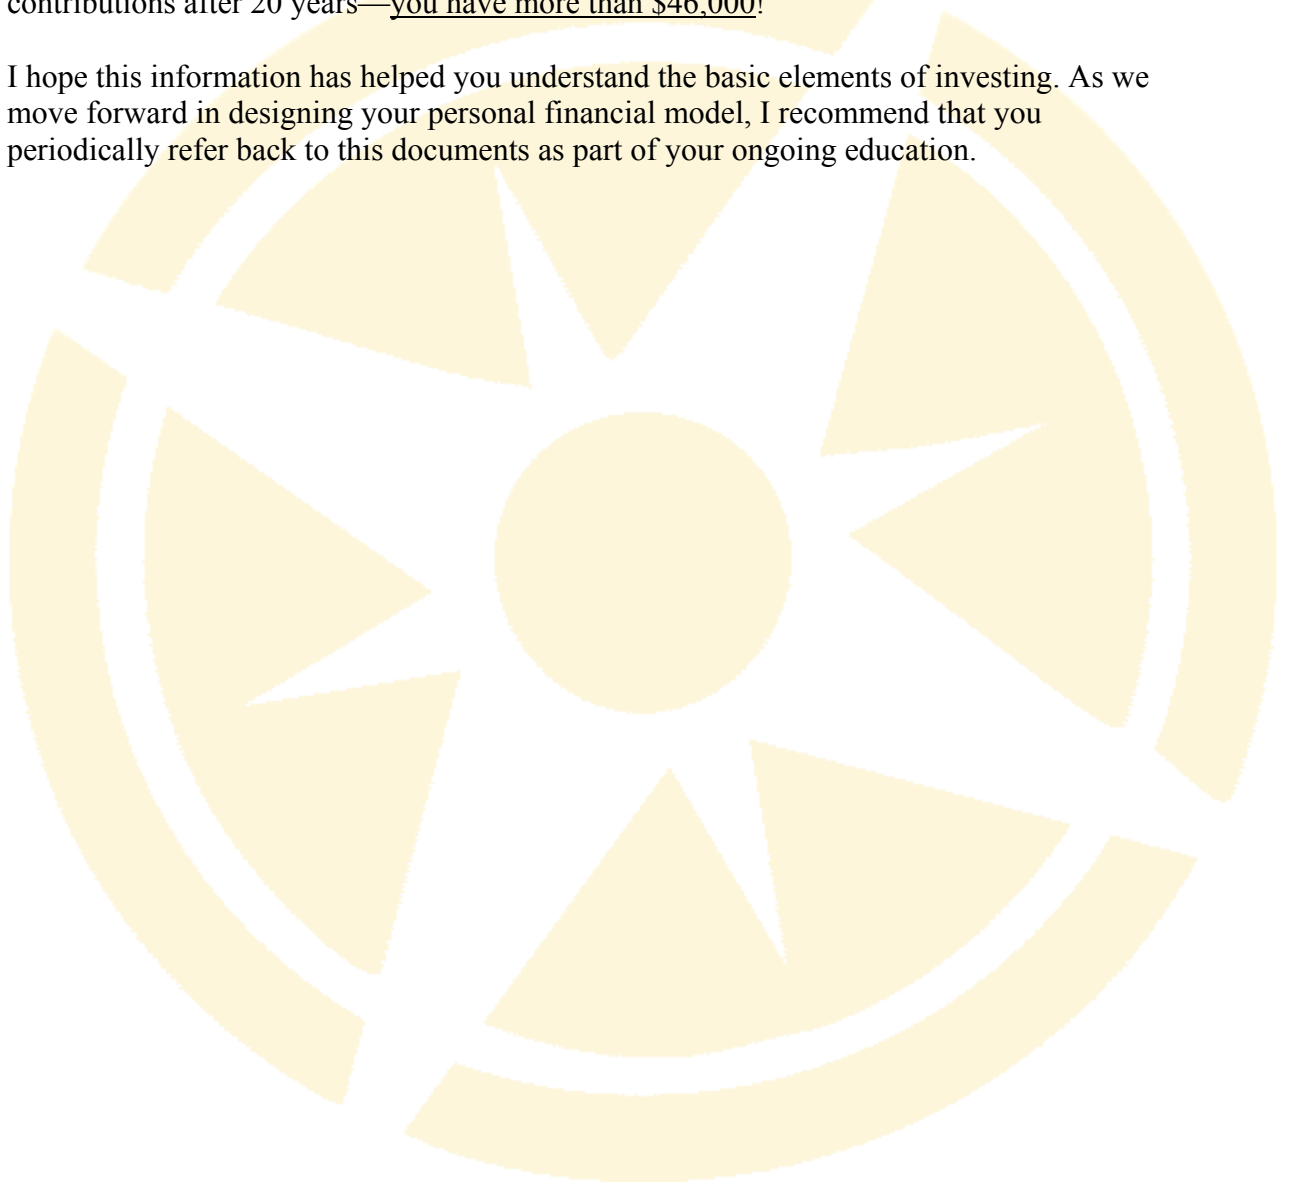 contributions after 20 years—you have more than $46,000!
I hope this information has helped you understand the basic elements of investing. As we
move forward in designing your personal financial model, I recommend that you
periodically refer back to this documents as part of your ongoing education.